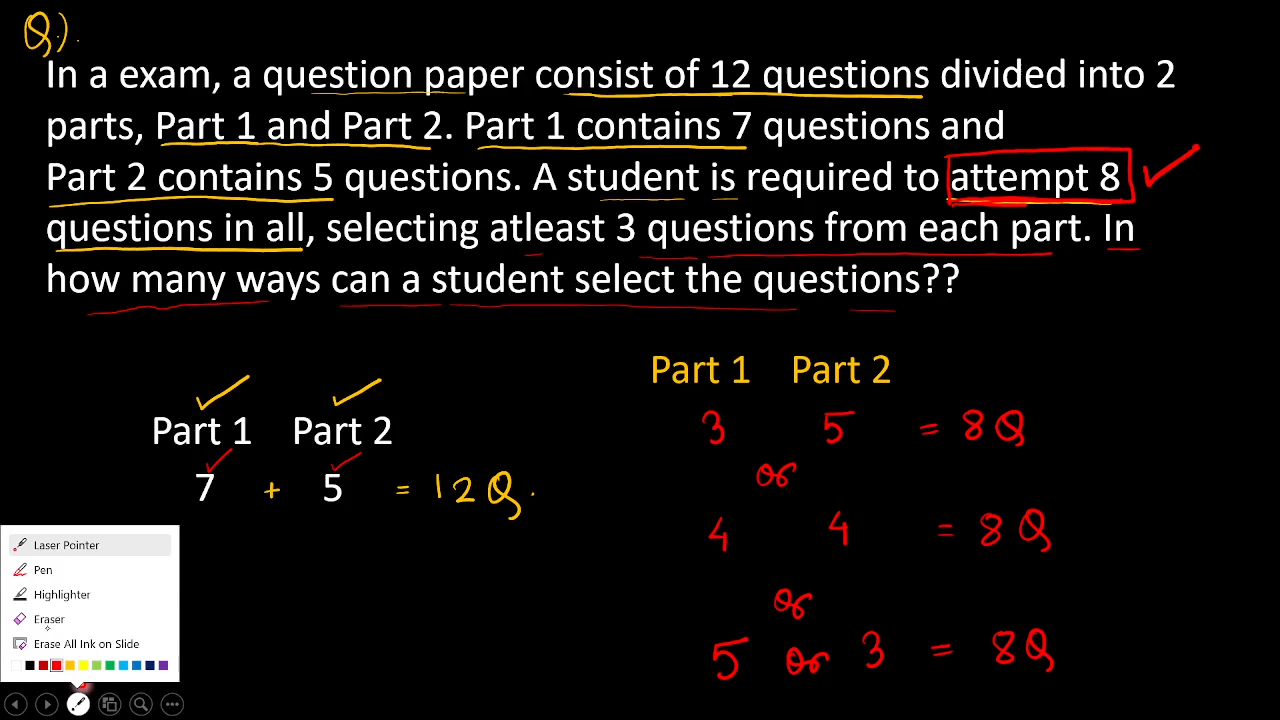 Q).
In a exam, a question paper consist of 12 questions divided into 2
parts, Part 1 and Part 2. Part 1 contains 7 questions and
Part 2 contains 5 questions. A student is required to attempt 8
questions in all, selecting atleast 3 questions from each part. In
how many ways can a student select the questions??
Part 1 Part 2
7 + 5 = 12Q.
Part 1 Part 2
3 5 = 8Q
or
4 4 = 8Q
or
5 or 3 = 8Q
Laser Pointer
Pen
Highlighter
Eraser
Erase All Ink on Slide